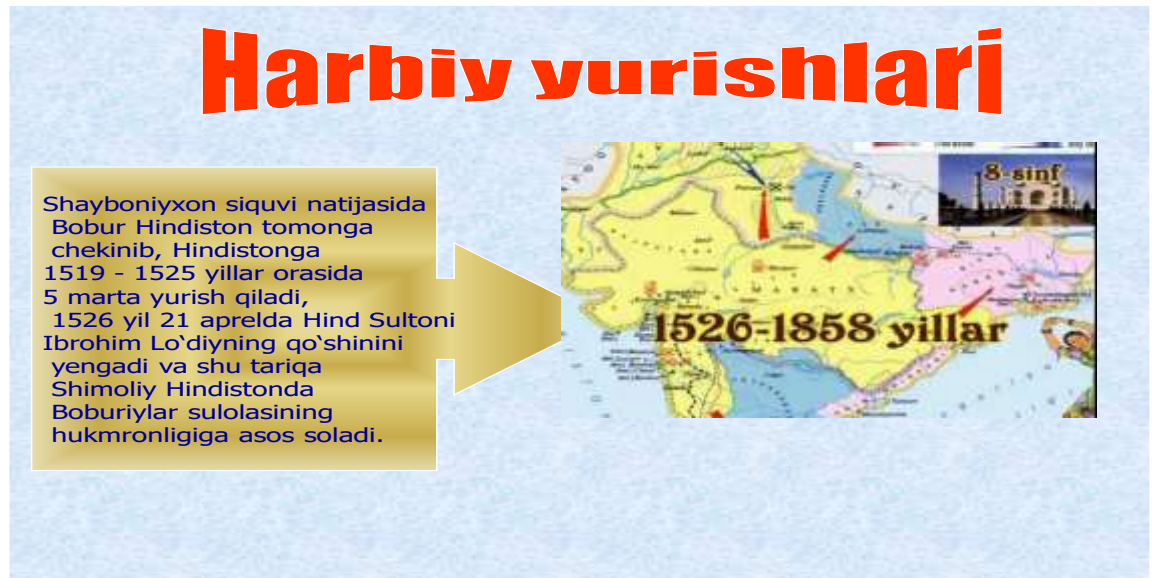 Harbiy yurishlari
Shayboniyxon siquvi natijasida
Bobur Hindiston tomonga
chekinib, Hindistonga
1519 - 1525 yillar orasida
5 marta yurish qiladi,
1526 yil 21 aprelda Hind Sultoni
Ibrohim Lo‘diyning qo‘shinini
yengadi va shu tariqa
Shimoliy Hindistonda
Boburiylar sulolasining
hukmronligiga asos soladi.
8-sinf
1526-1858 yillar